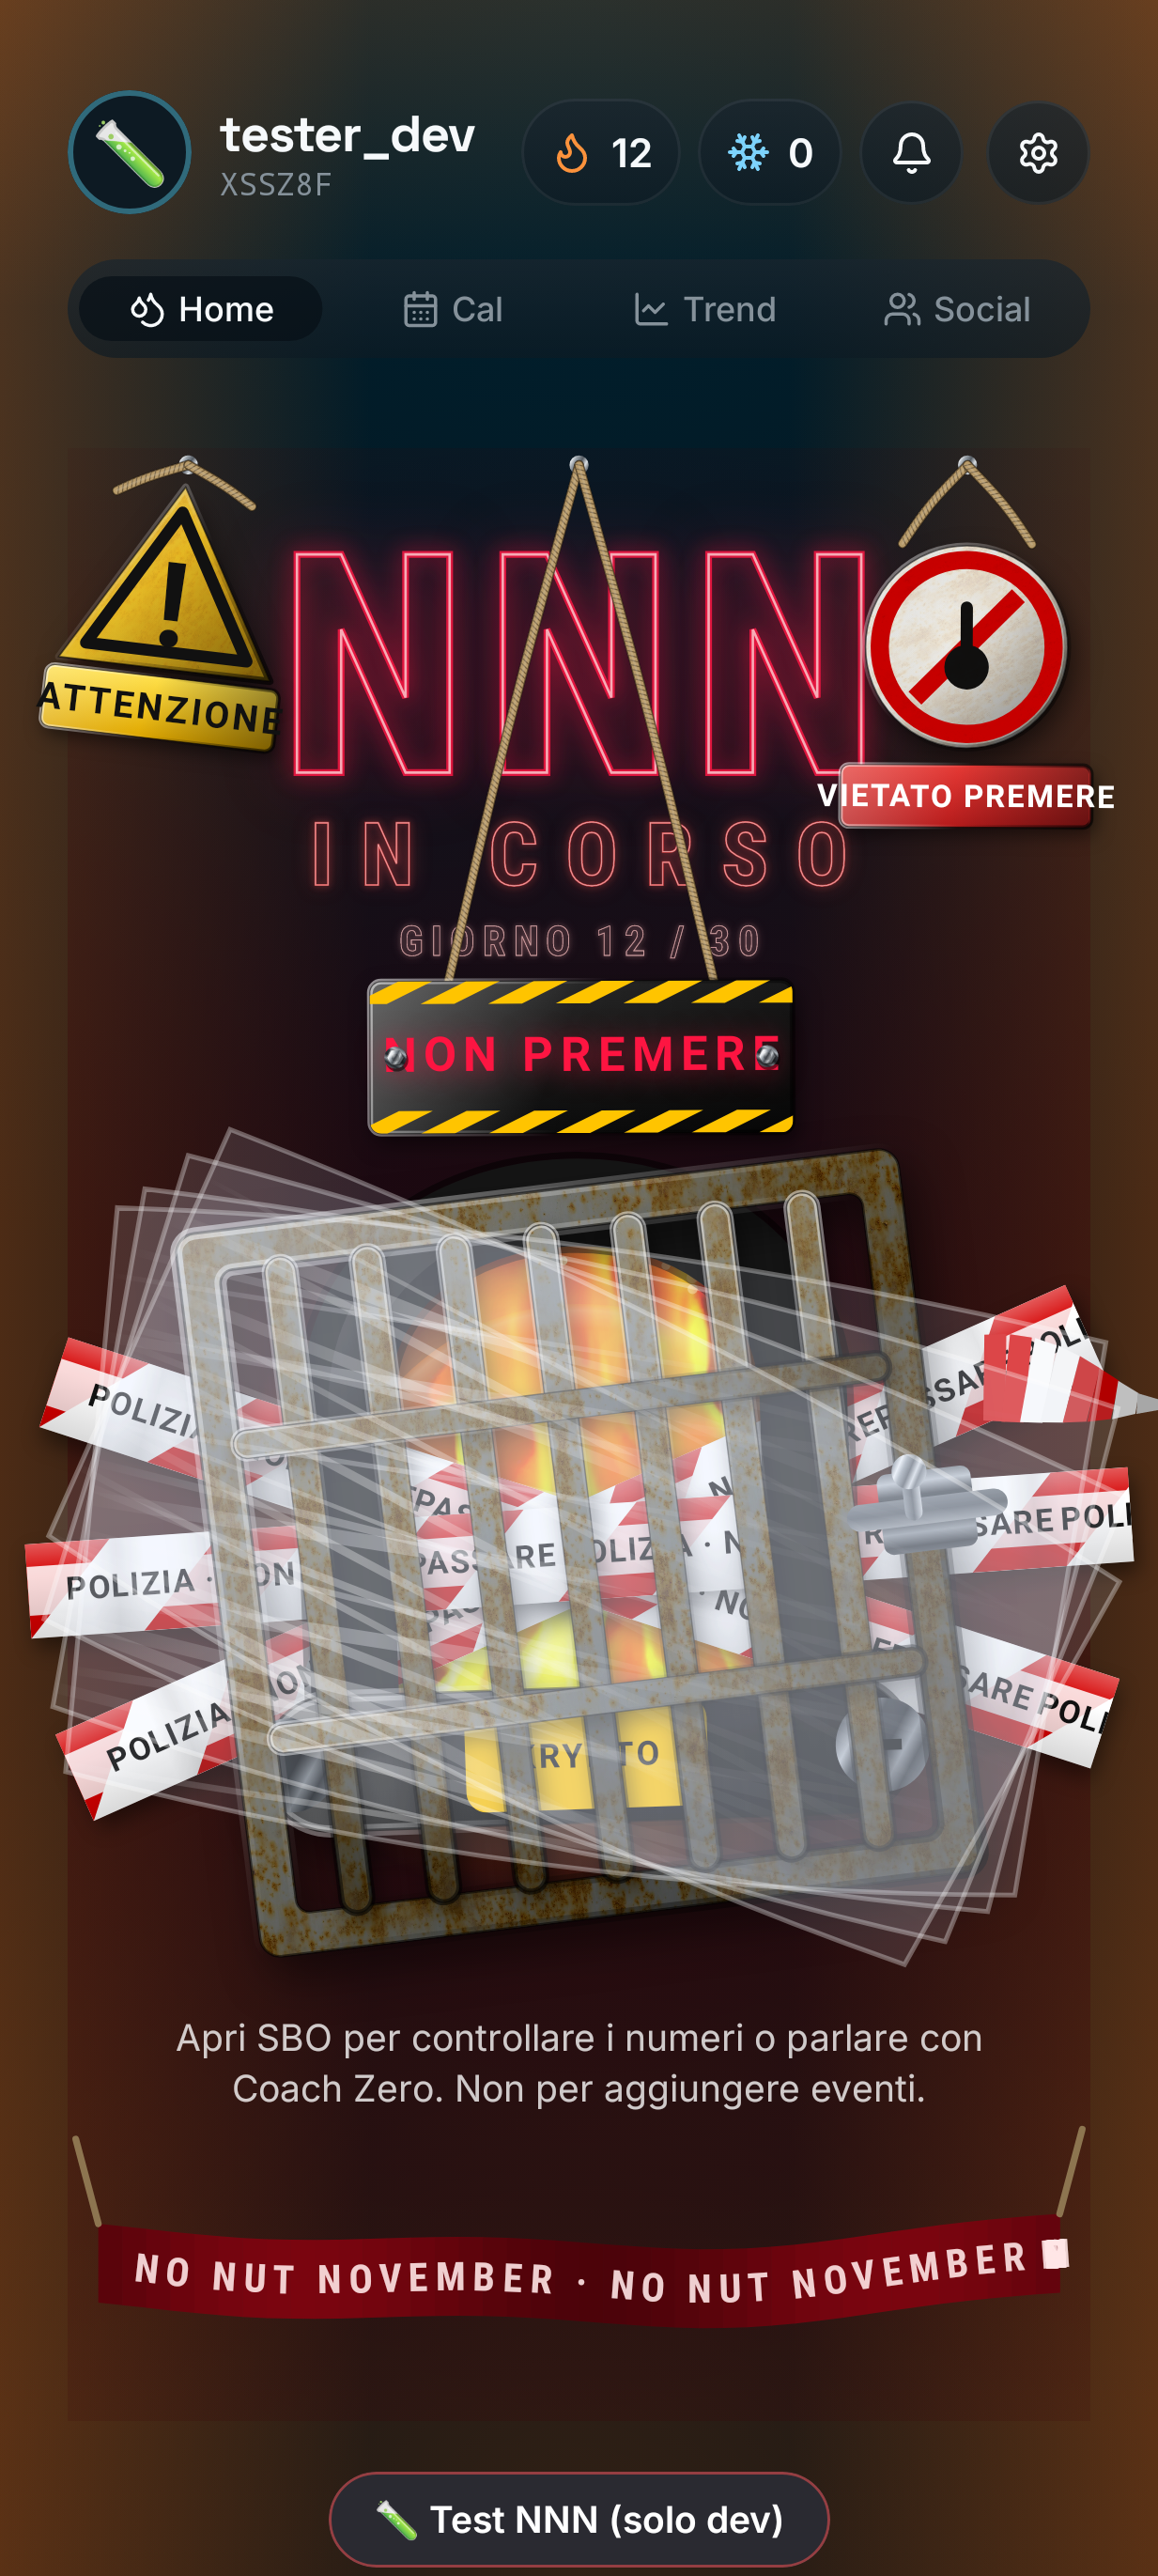 tester_dev
XSSZ8F
12
0
Home
Cal
Trend
Social
NNN
IN CORSO
GIORNO 12 / 30
ATTENZIONE
VIETATO PREMERE
NON PREMERE
POLIZIA
POLIZIA ·
POLIZIA
Apri SBO per controllare i numeri o parlare con
Coach Zero. Non per aggiungere eventi.
NO NUT NOVEMBER · NO NUT NOVEMBER
Test NNN (solo dev)